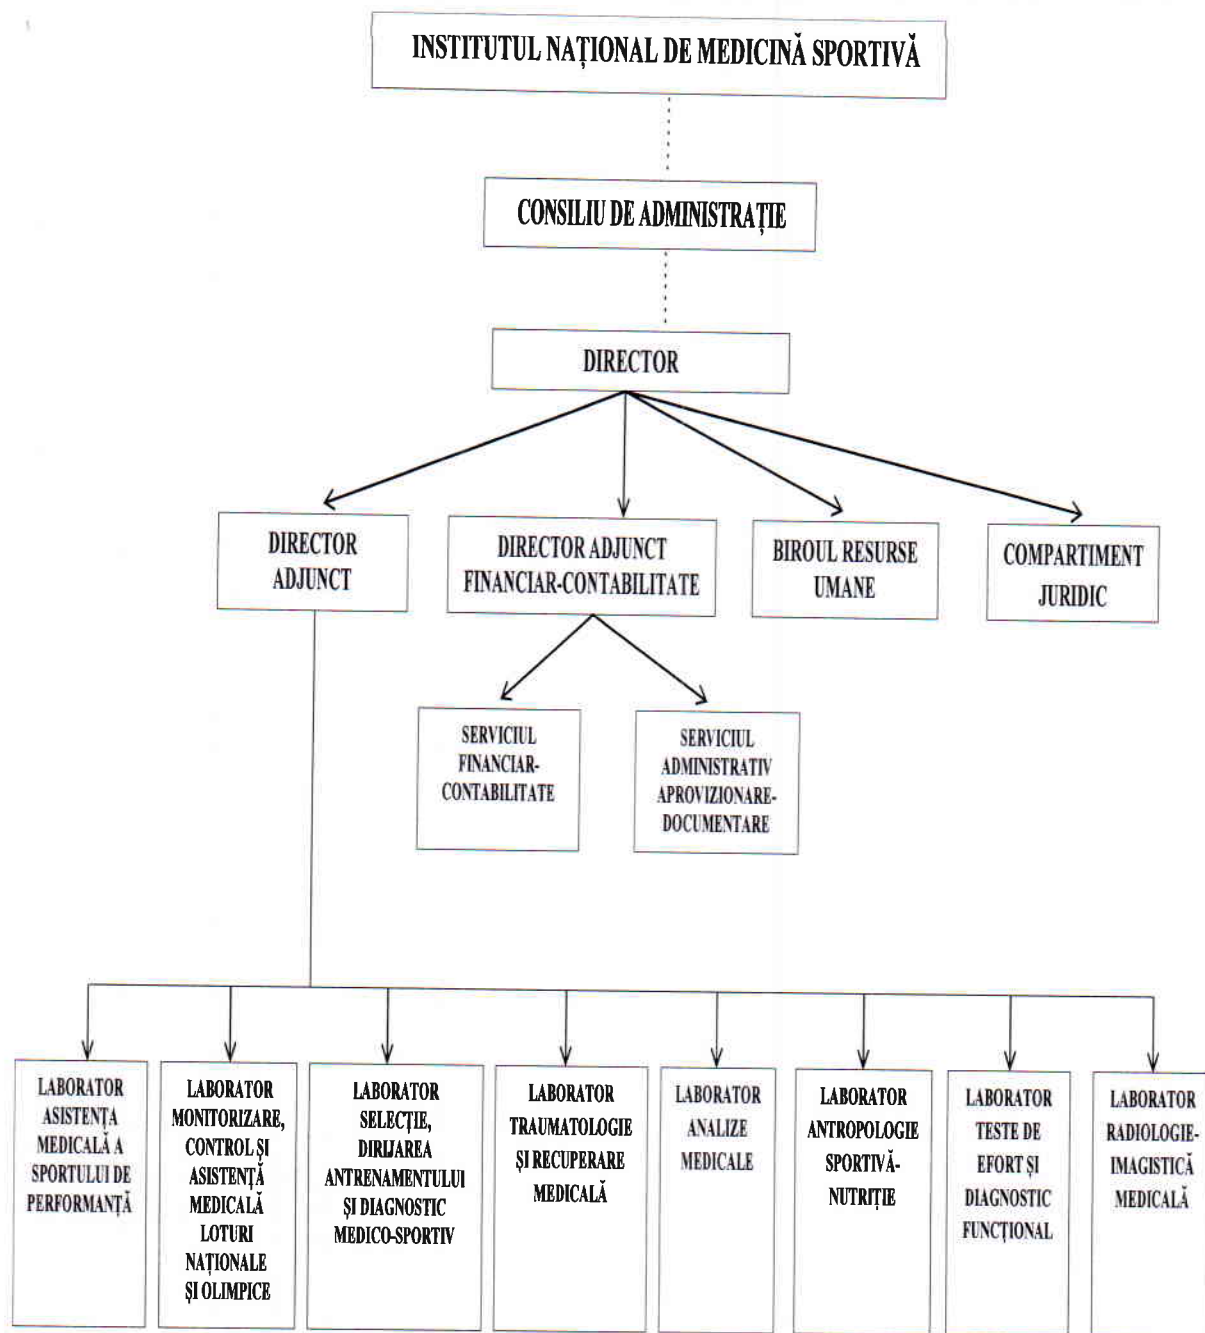 INSTITUTUL NAȚIONAL DE MEDICINĂ SPORTIVĂ
CONSILIU DE ADMINISTRAȚIE
DIRECTOR
DIRECTOR
ADJUNCT
DIRECTOR ADJUNCT
FINANCIAR-CONTABILITATE
BIROUL RESURSE
UMANE
COMPARTIMENT
JURIDIC
SERVICIUL
FINANCIAR-
CONTABILITATE
SERVICIUL
ADMINISTRATIV
APROVIZIONARE-
DOCUMENTARE
LABORATOR
ASISTENȚA
MEDICALĂ A
SPORTULUI DE
PERFORMANȚĂ
LABORATOR
MONITORIZARE,
CONTROL ȘI
ASISTENȚĂ
MEDICALĂ
LOTURI
NAȚIONALE
ȘI OLIMPICE
LABORATOR
SELECȚIE,
DIRIJAREA
ANTRENAMENTULUI
ȘI DIAGNOSTIC
MEDICO-SPORTIV
LABORATOR
TRAUMATOLOGIE
ȘI RECUPERARE
MEDICALĂ
LABORATOR
ANALIZE
MEDICALE
LABORATOR
ANTROPOLOGIE
SPORTIVĂ-
NUTRIȚIE
LABORATOR
TESTE DE
EFORT ȘI
DIAGNOSTIC
FUNCȚIONAL
LABORATOR
RADIOLOGIE-
IMAGISTICĂ
MEDICALĂ